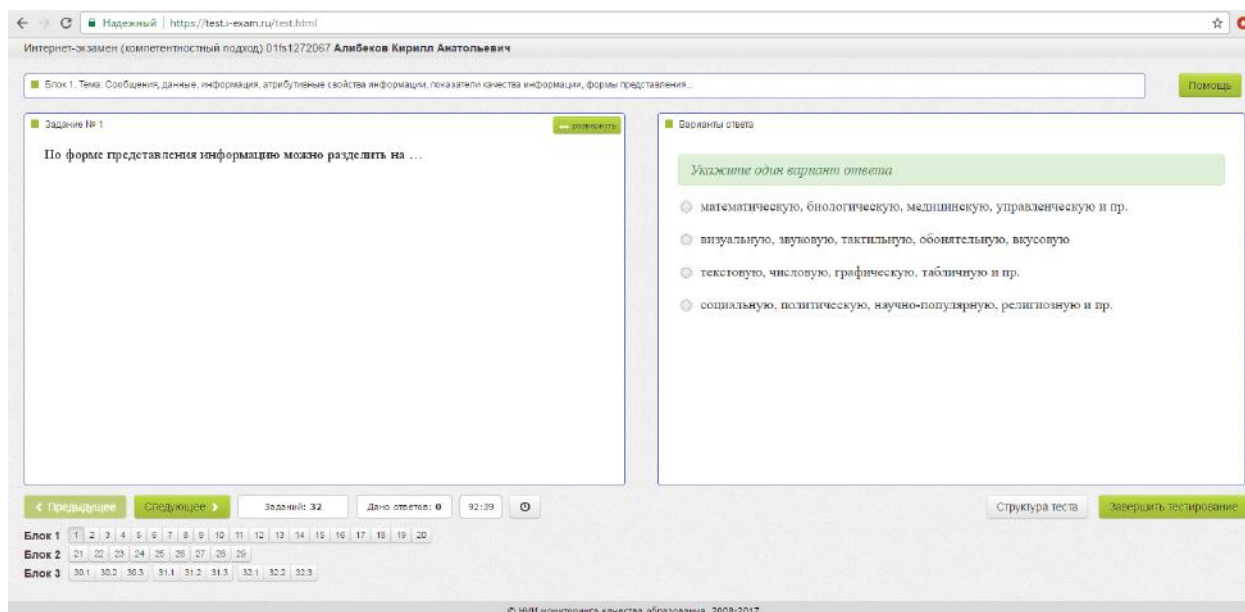 Надежный | https://test.i-exam.ru/test.html
Интернет-экзамен (компетентностный подход) 01fs1272067 Алибеков Кирилл Анатольевич
Блок 1. Тема: Сообщения, данные, информация, атрибутивные свойства информации, показатели качества информации, формы представления...
Помощь
Задание № 1
развернуть
По форме представления информацию можно разделить на …
Варианты ответа
Укажите один вариант ответа
математическую, биологическую, медицинскую, управленческую и пр.
визуальную, звуковую, тактильную, обонятельную, вкусовую
текстовую, числовую, графическую, табличную и пр.
социальную, политическую, научно-популярную, религиозную и пр.
Предыдущее
Следующее
Заданий: 32
Дано ответов: 0
92:39
Структура теста
Завершить тестирование
Блок 1 1 2 3 4 5 6 7 8 9 10 11 12 13 14 15 16 17 18 19 20
Блок 2 21 22 23 24 25 26 27 28 29
Блок 3 30.1 30.2 30.3 31.1 31.2 31.3 32.1 32.2 32.3
© НИИ мониторинга качества образования, 2008-2017